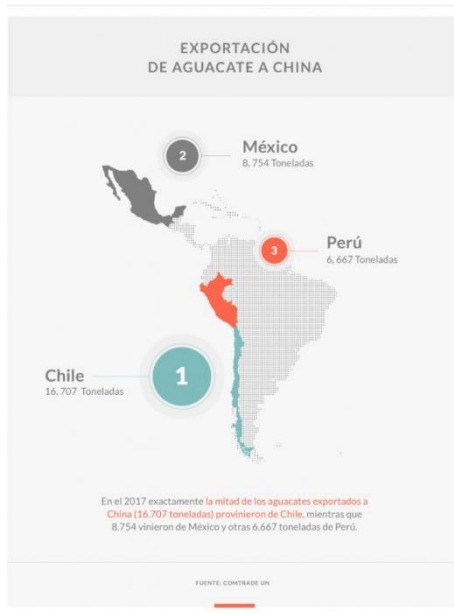 EXPORTACIÓN
DE AGUACATE A CHINA
2
México
8, 754 Toneladas
3
Perú
6, 667 Toneladas
1
Chile
16, 707 Toneladas
En el 2017 exactamente la mitad de los aguacates exportados a
China (16.707 toneladas) provinieron de Chile, mientras que
8.754 vinieron de México y otras 6.667 toneladas de Perú.
FUENTE: COMTRADE UN